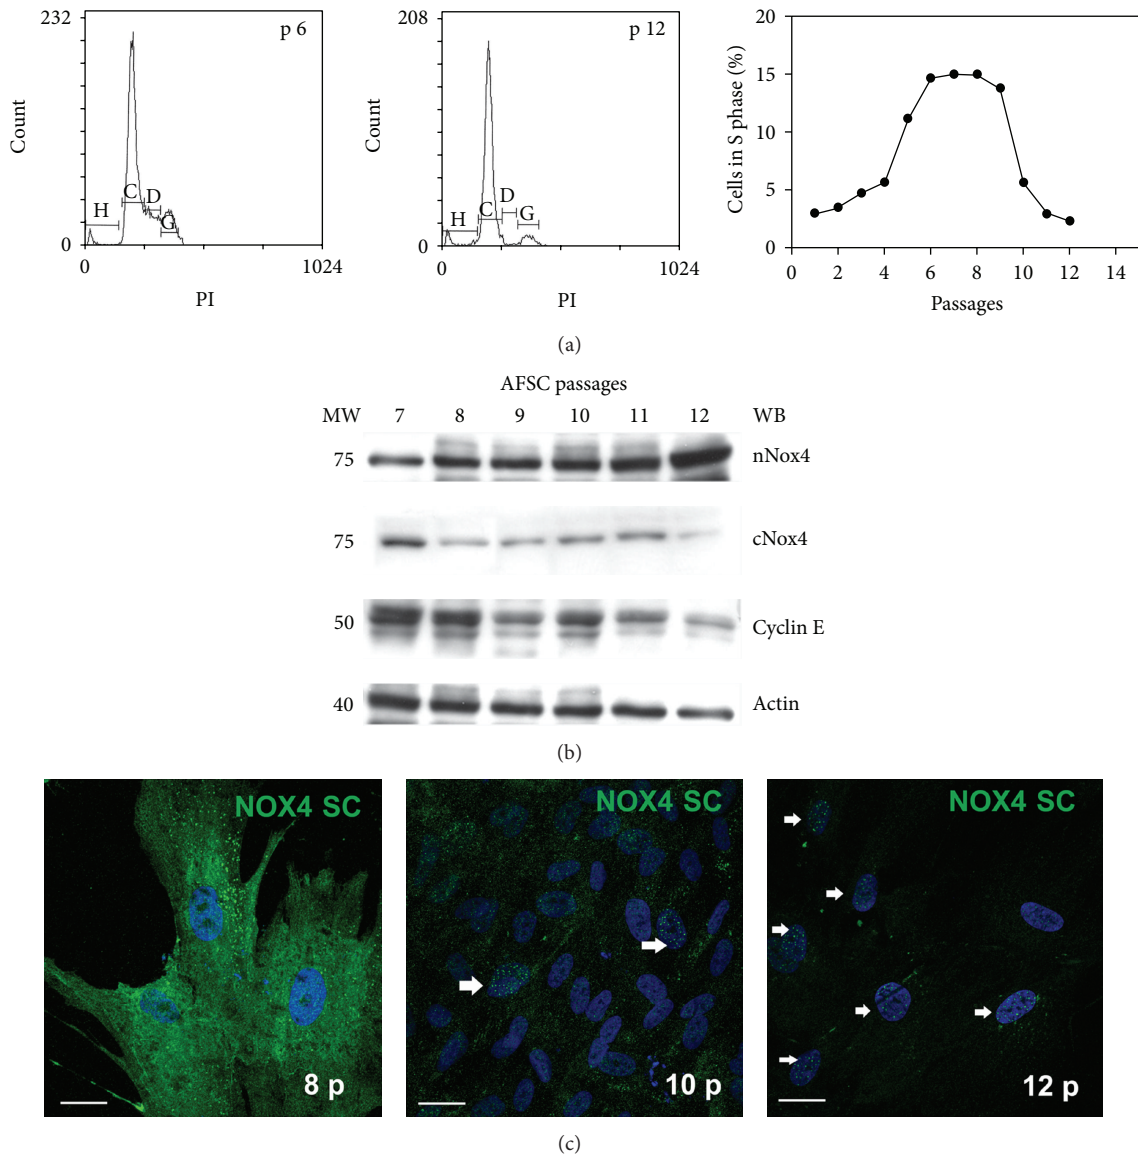 232
p 6
Count
H
C
D
G
0
0
1024
PI
208
p 12
Count
H
C
D
G
0
0
1024
PI
20
15
10
5
0
Cells in S phase (%)
0 2 4 6 8 10 12 14
Passages
(a)
AFSC passages
MW 7 8 9 10 11 12 WB
75 nNox4
75 cNox4
50 Cyclin E
40 Actin
(b)
NOX4 SC
8 p
NOX4 SC
10 p
NOX4 SC
12 p
(c)